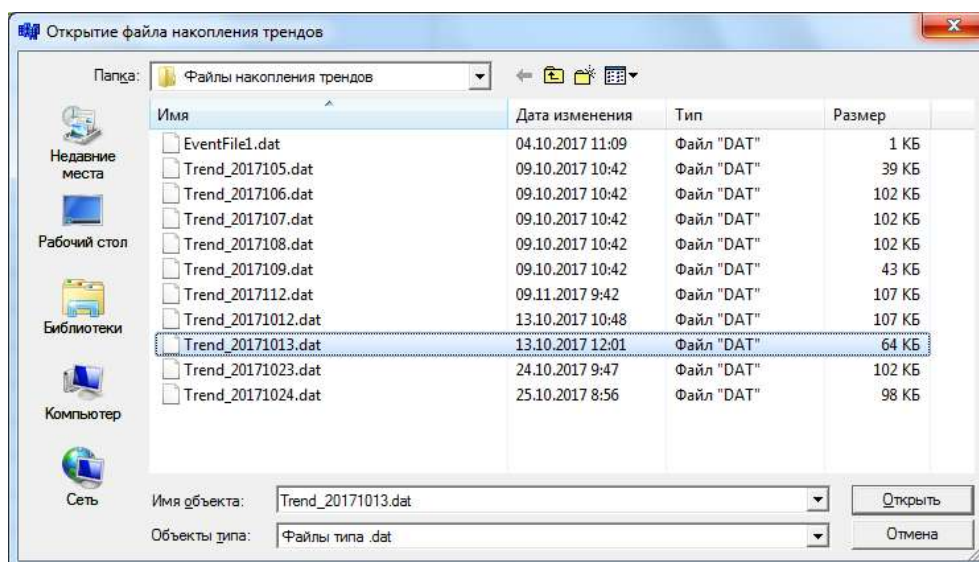 Открытие файла накопления трендов
Папка: Файлы накопления трендов
Имя Дата изменения Тип Размер
EventFile1.dat 04.10.2017 11:09 Файл "DAT" 1 КБ
Trend_2017105.dat 09.10.2017 10:42 Файл "DAT" 39 КБ
Trend_2017106.dat 09.10.2017 10:42 Файл "DAT" 102 КБ
Trend_2017107.dat 09.10.2017 10:42 Файл "DAT" 102 КБ
Trend_2017108.dat 09.10.2017 10:42 Файл "DAT" 102 КБ
Trend_2017109.dat 09.10.2017 10:42 Файл "DAT" 43 КБ
Trend_2017112.dat 09.11.2017 9:42 Файл "DAT" 107 КБ
Trend_20171012.dat 13.10.2017 10:48 Файл "DAT" 107 КБ
Trend_20171013.dat 13.10.2017 12:01 Файл "DAT" 64 КБ
Trend_20171023.dat 24.10.2017 9:47 Файл "DAT" 102 КБ
Trend_20171024.dat 25.10.2017 8:56 Файл "DAT" 98 КБ
Недавние
места
Рабочий стол
Библиотеки
Компьютер
Сеть
Имя объекта: Trend_20171013.dat Открыть
Объекты типа: Файлы типа .dat Отмена